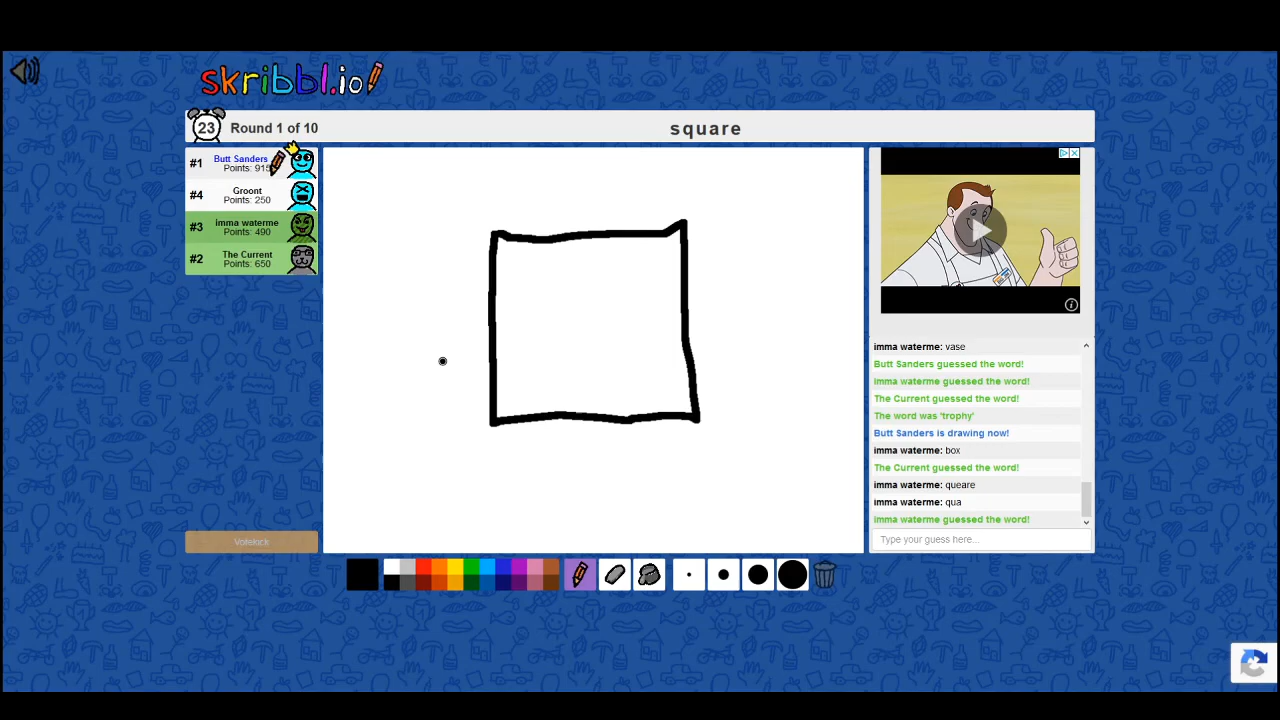 skribbl.io
23
Round 1 of 10
square
#1
Butt Sanders
Points: 915
#4
Groont
Points: 250
#3
imma waterme
Points: 490
#2
The Current
Points: 650
Votekick
imma waterme: vase
Butt Sanders guessed the word!
imma waterme guessed the word!
The Current guessed the word!
The word was 'trophy'
Butt Sanders is drawing now!
imma waterme: box
The Current guessed the word!
imma waterme: queare
imma waterme: qua
imma waterme guessed the word!
Type your guess here...